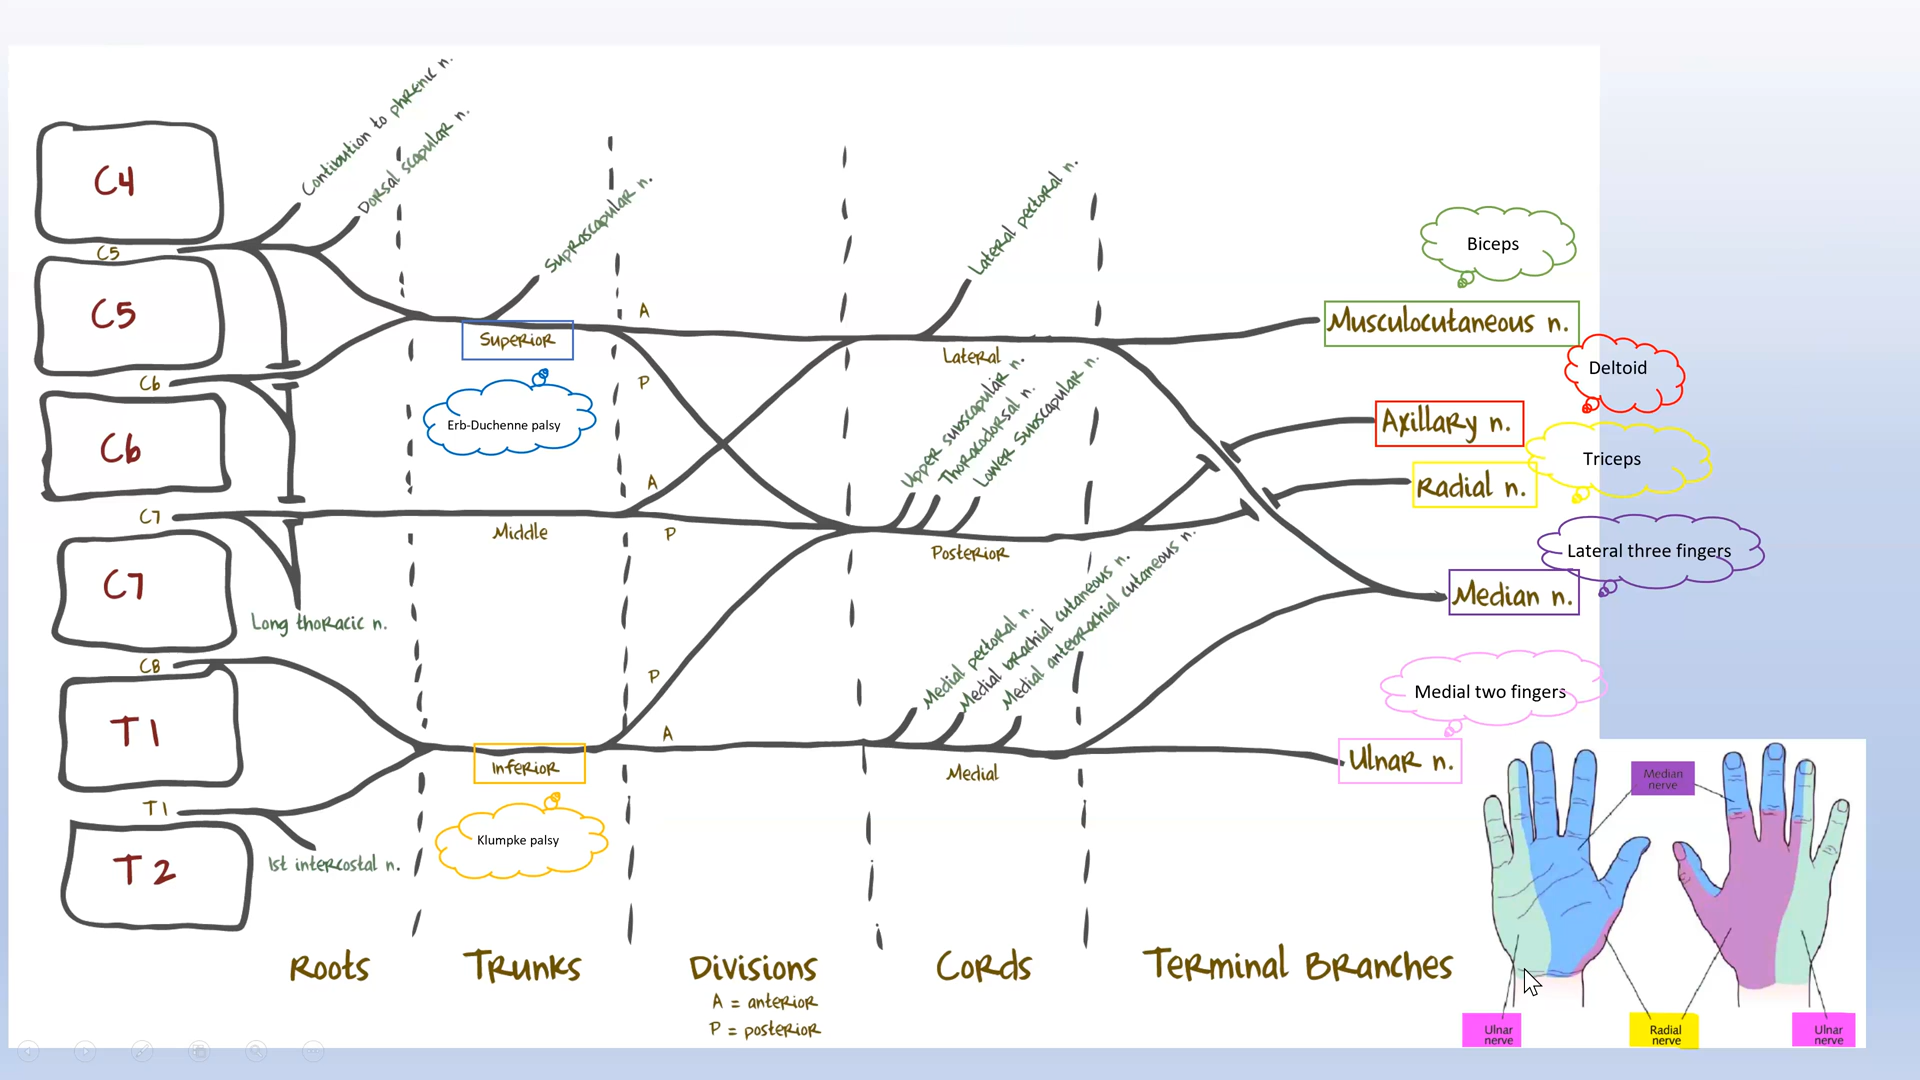 Contibution to phrenic n.
Dorsal scapular n.
Suprascapular n.
Lateral pectoral n.
C4
C5
C5
C6
C6
C7
C7
C8
T1
T1
T2
Long thoracic n.
1st intercostal n.
Superior
Erb-Duchenne palsy
Middle
Inferior
Klumpke palsy
A
P
A
P
P
A
Lateral
Upper subscapular n.
Thoracodorsal n.
Lower Subscapular n.
Posterior
Medial pectoral n.
Medial brachial cutaneous n.
Medial antebrachial cutaneous n.
Medial
Biceps
Musculocutaneous n.
Deltoid
Axillary n.
Triceps
Radial n.
Lateral three fingers
Median n.
Medial two fingers
Ulnar n.
Median
nerve
Ulnar
nerve
Radial
nerve
Ulnar
nerve
Roots
Trunks
Divisions
A = anterior
P = posterior
Cords
Terminal Branches